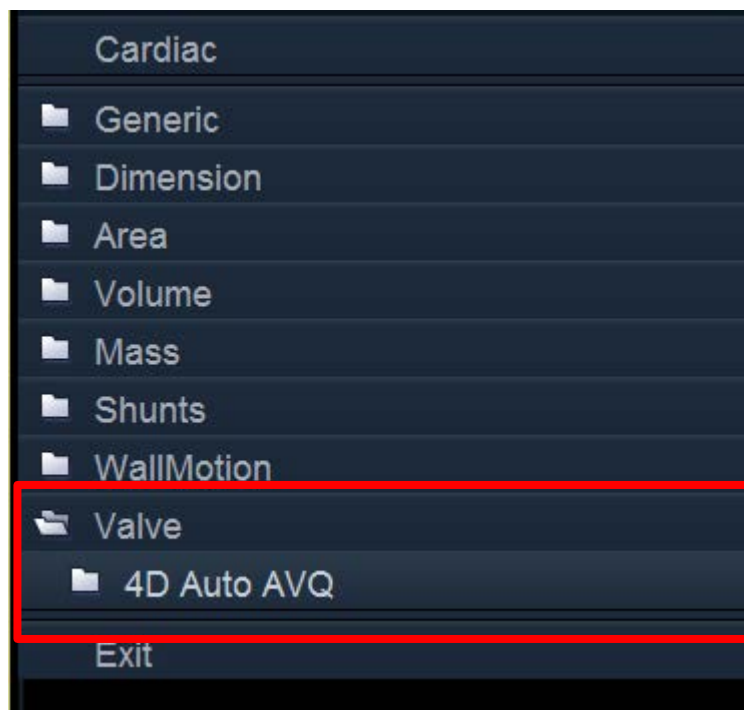 Cardiac
Generic
Dimension
Area
Volume
Mass
Shunts
WallMotion
Valve
4D Auto AVQ
Exit